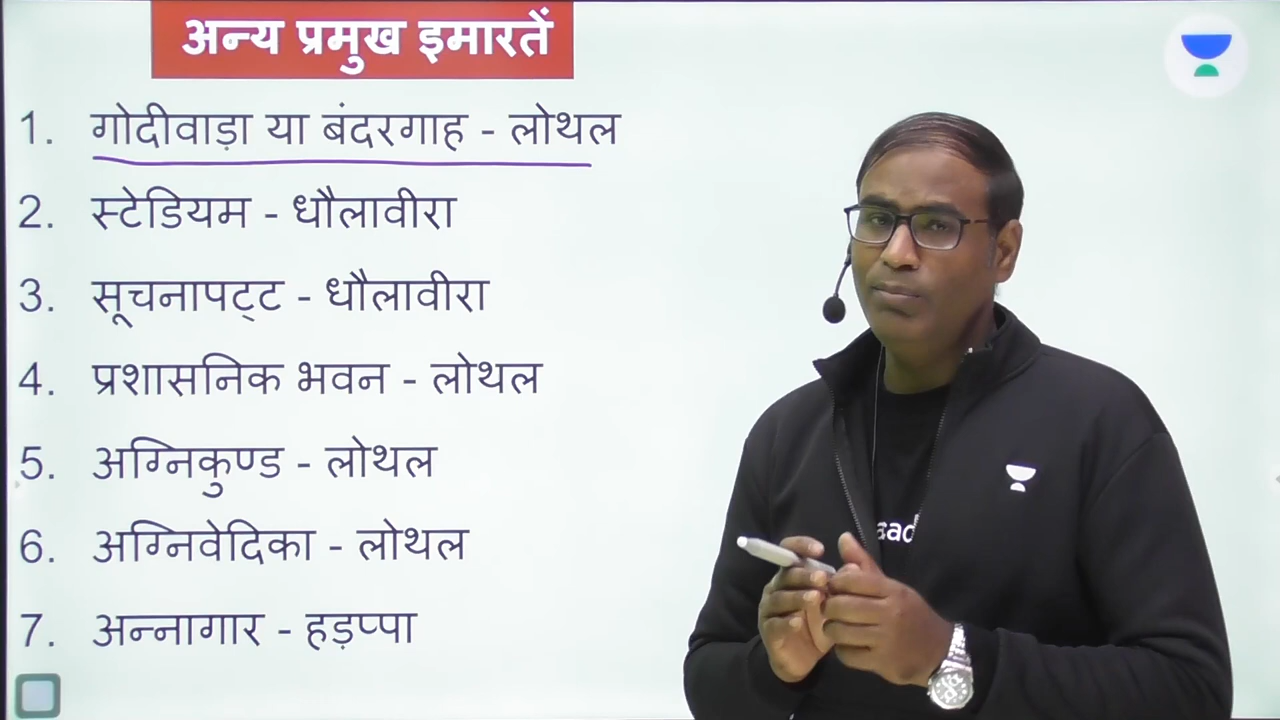 अन्य प्रमुख इमारतें
1. गोदीवाड़ा या बंदरगाह - लोथल
2. स्टेडियम - धौलावीरा
3. सूचनापट्ट - धौलावीरा
4. प्रशासनिक भवन - लोथल
5. अग्निकुण्ड - लोथल
6. अग्निवेदिका - लोथल
7. अन्नागार - हड़प्पा